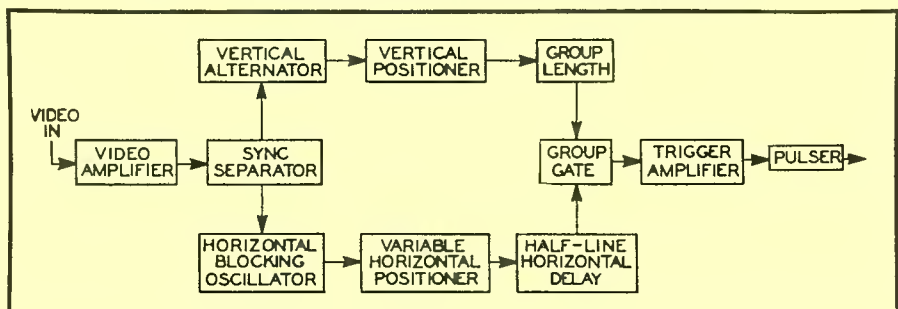 VERTICAL
ALTERNATOR
VERTICAL
POSITIONER
GROUP
LENGTH
VIDEO
IN
VIDEO
AMPLIFIER
SYNC
SEPARATOR
GROUP
GATE
TRIGGER
AMPLIFIER
PULSER
HORIZONTAL
BLOCKING
OSCILLATOR
VARIABLE
HORIZONTAL
POSITIONER
HALF-LINE
HORIZONTAL
DELAY